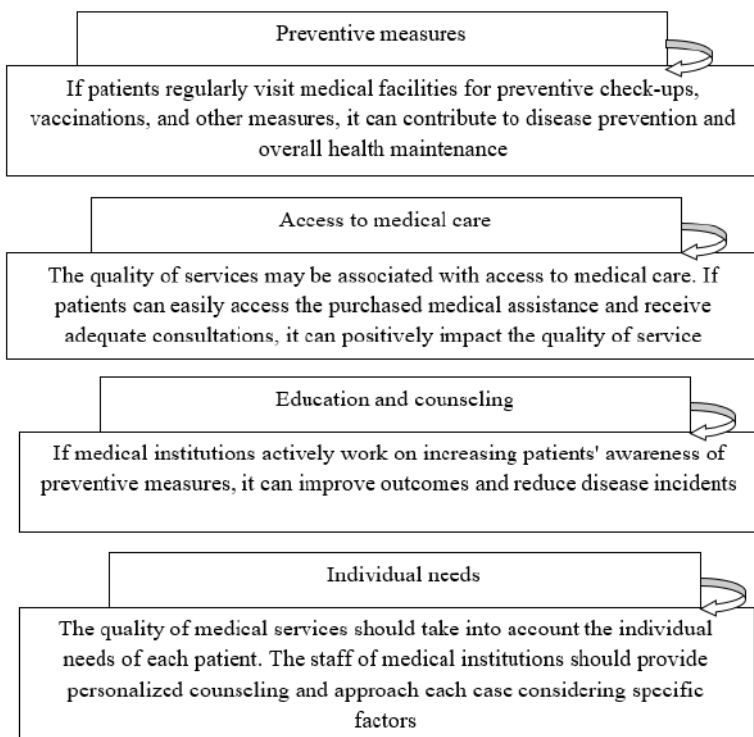 Preventive measures
If patients regularly visit medical facilities for preventive check-ups,
vaccinations, and other measures, it can contribute to disease prevention and
overall health maintenance
Access to medical care
The quality of services may be associated with access to medical care. If
patients can easily access the purchased medical assistance and receive
adequate consultations, it can positively impact the quality of service
Education and counseling
If medical institutions actively work on increasing patients' awareness of
preventive measures, it can improve outcomes and reduce disease incidents
Individual needs
The quality of medical services should take into account the individual
needs of each patient. The staff of medical institutions should provide
personalized counseling and approach each case considering specific
factors